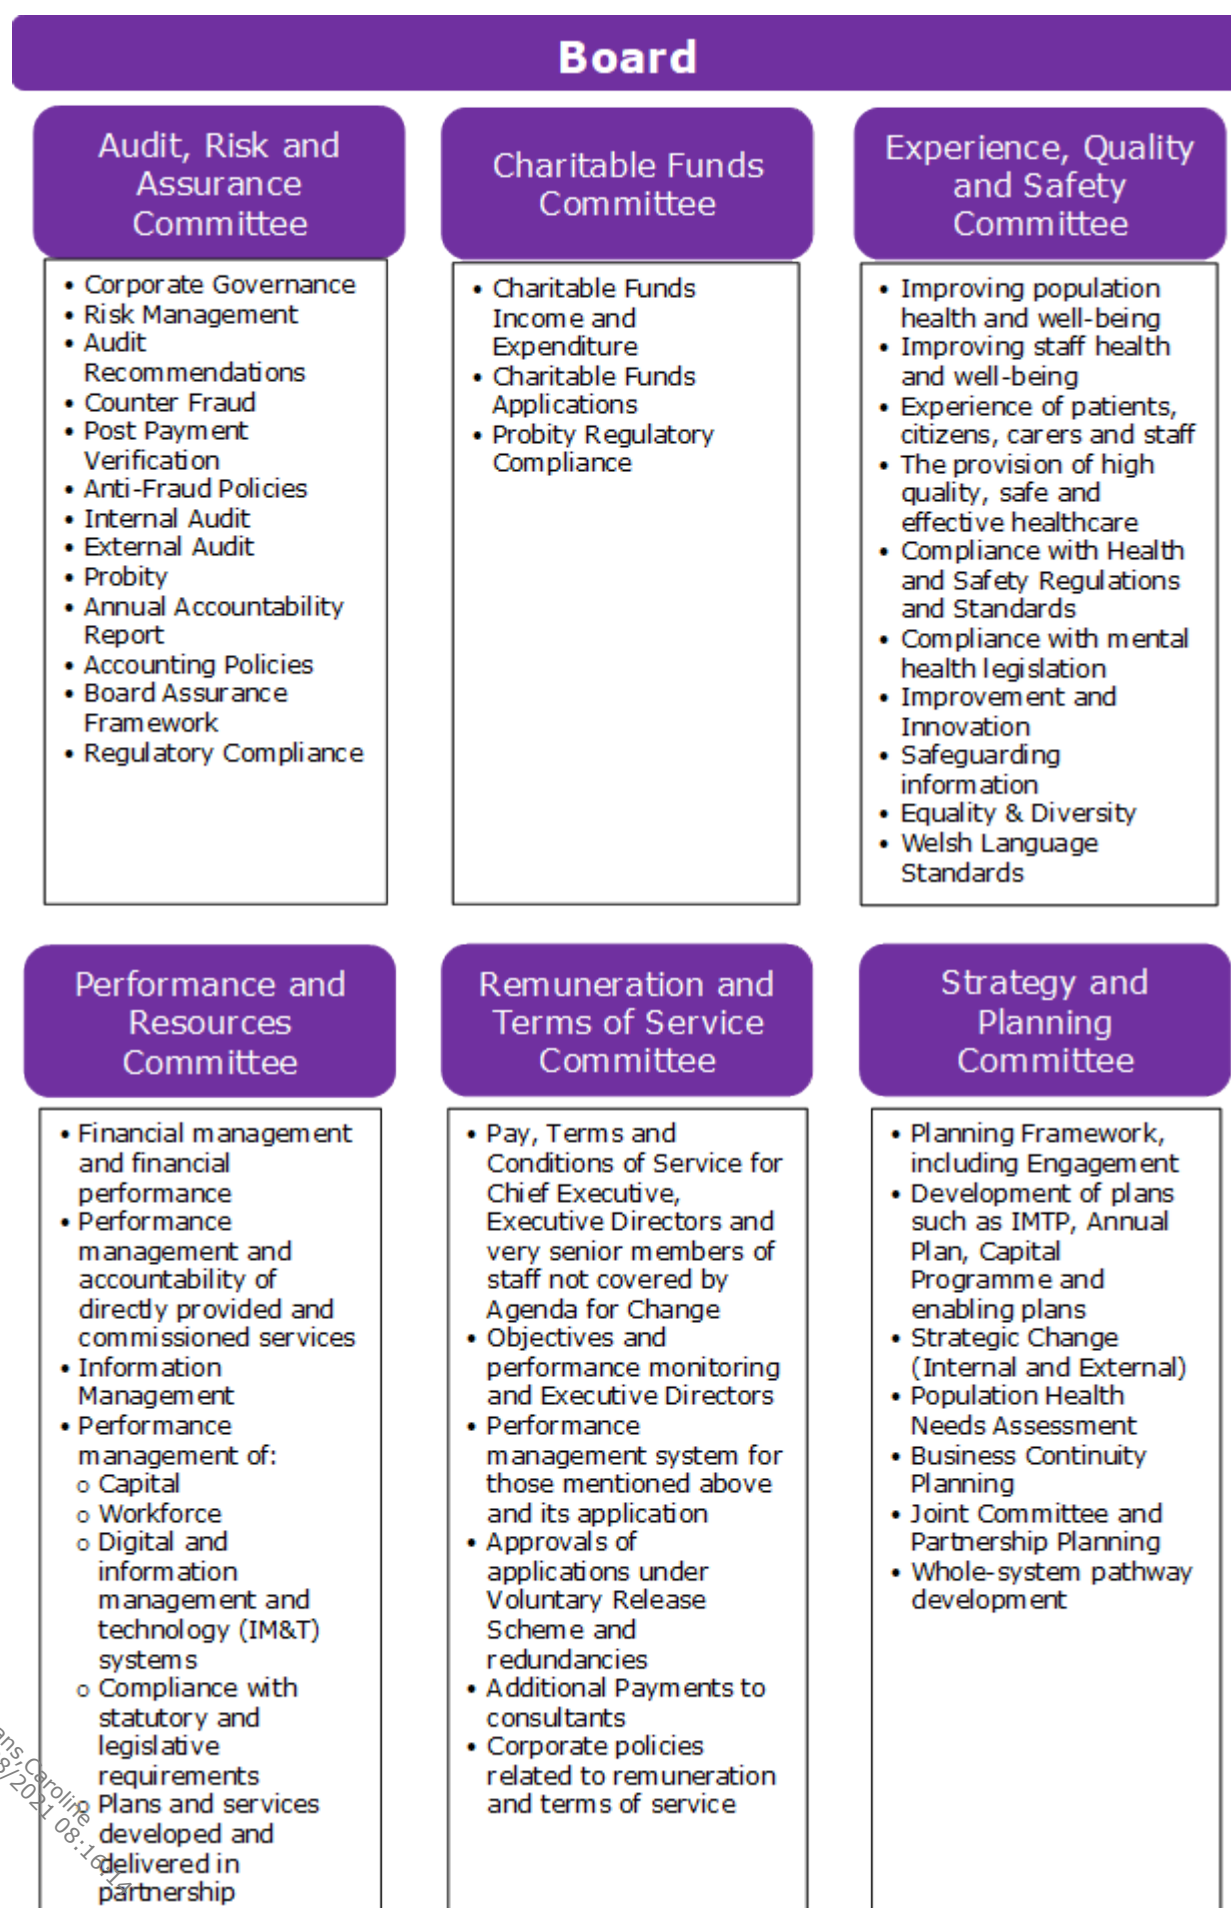 Board
Audit, Risk and
Assurance
Committee
• Corporate Governance
• Risk Management
• Audit
Recommendations
• Counter Fraud
• Post Payment
Verification
• Anti-Fraud Policies
• Internal Audit
• External Audit
• Probity
• Annual Accountability
Report
• Accounting Policies
• Board Assurance
Framework
• Regulatory Compliance
Charitable Funds
Committee
• Charitable Funds
Income and
Expenditure
• Charitable Funds
Applications
• Probity Regulatory
Compliance
Experience, Quality
and Safety
Committee
• Improving population
health and well-being
• Improving staff health
and well-being
• Experience of patients,
citizens, carers and staff
• The provision of high
quality, safe and
effective healthcare
• Compliance with Health
and Safety Regulations
and Standards
• Compliance with mental
health legislation
• Improvement and
Innovation
• Safeguarding
information
• Equality & Diversity
• Welsh Language
Standards
Performance and
Resources
Committee
• Financial management
and financial
performance
• Performance
management and
accountability of
directly provided and
commissioned services
• Information
Management
• Performance
management of:
o Capital
o Workforce
o Digital and
information
management and
technology (IM&T)
systems
o Compliance with
statutory and
legislative
requirements
o Plans and services
developed and
delivered in
partnership
Remuneration and
Terms of Service
Committee
• Pay, Terms and
Conditions of Service for
Chief Executive,
Executive Directors and
very senior members of
staff not covered by
Agenda for Change
• Objectives and
performance monitoring
and Executive Directors
• Performance
management system for
those mentioned above
and its application
• Approvals of
applications under
Voluntary Release
Scheme and
redundancies
• Additional Payments to
consultants
• Corporate policies
related to remuneration
and terms of service
Strategy and
Planning
Committee
• Planning Framework,
including Engagement
• Development of plans
such as IMTP, Annual
Plan, Capital
Programme and
enabling plans
• Strategic Change
(Internal and External)
• Population Health
Needs Assessment
• Business Continuity
Planning
• Joint Committee and
Partnership Planning
• Whole-system pathway
development
Caroline
2021 08:16:14